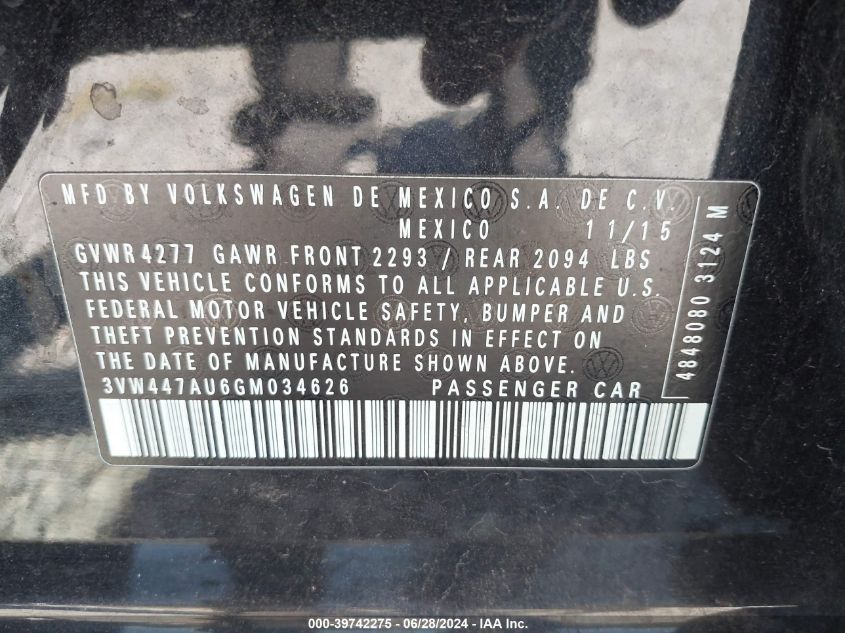 MFD BY VOLKSWAGEN DE MEXICO S.A. DE C.V.
MEXICO 11/15
GVWR 4277 GAWR FRONT 2293 / REAR 2094 LBS
THIS VEHICLE CONFORMS TO ALL APPLICABLE U.S.
FEDERAL MOTOR VEHICLE SAFETY, BUMPER AND
THEFT PREVENTION STANDARDS IN EFFECT ON
THE DATE OF MANUFACTURE SHOWN ABOVE.
3VW447AU6GM034626 PASSENGER CAR
4848080 3124 M
000-39742275 - 06/28/2024 - IAA Inc.